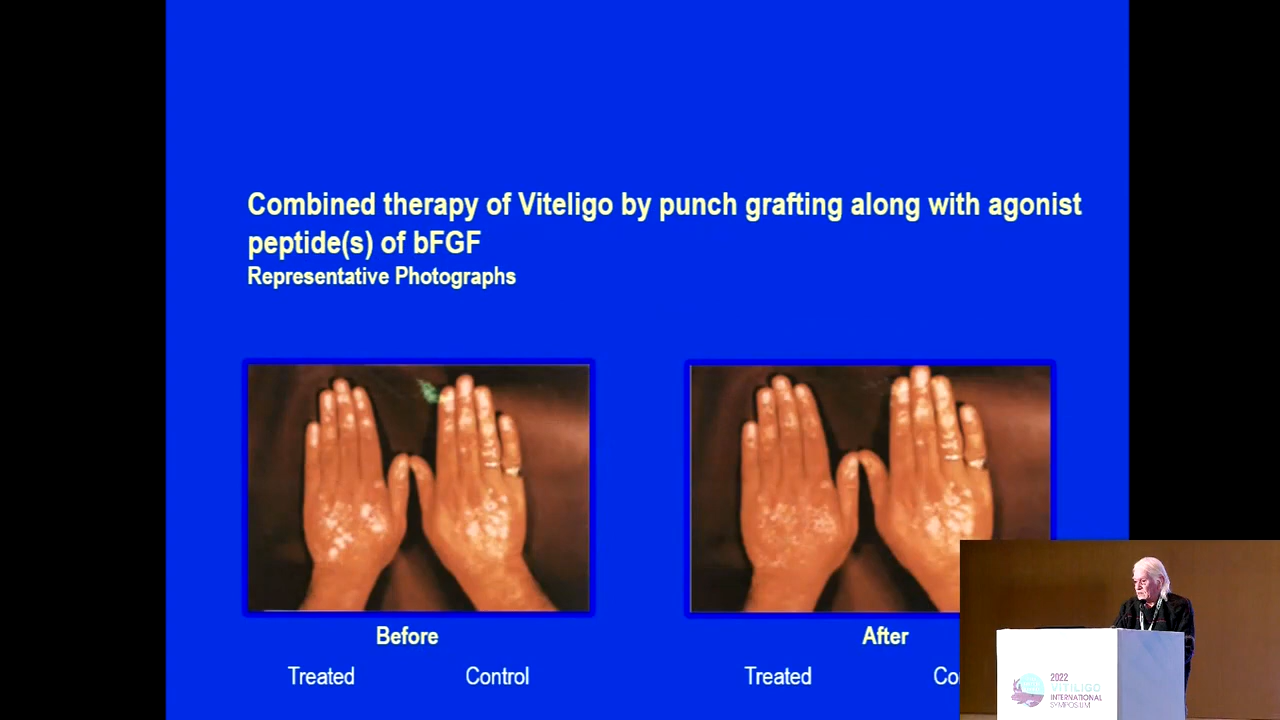 Combined therapy of Viteligo by punch grafting along with agonist
peptide(s) of bFGF
Representative Photographs
Before
After
Treated
Control
Treated
2022
VITILIGO
INTERNATIONAL
SYMPOSIUM